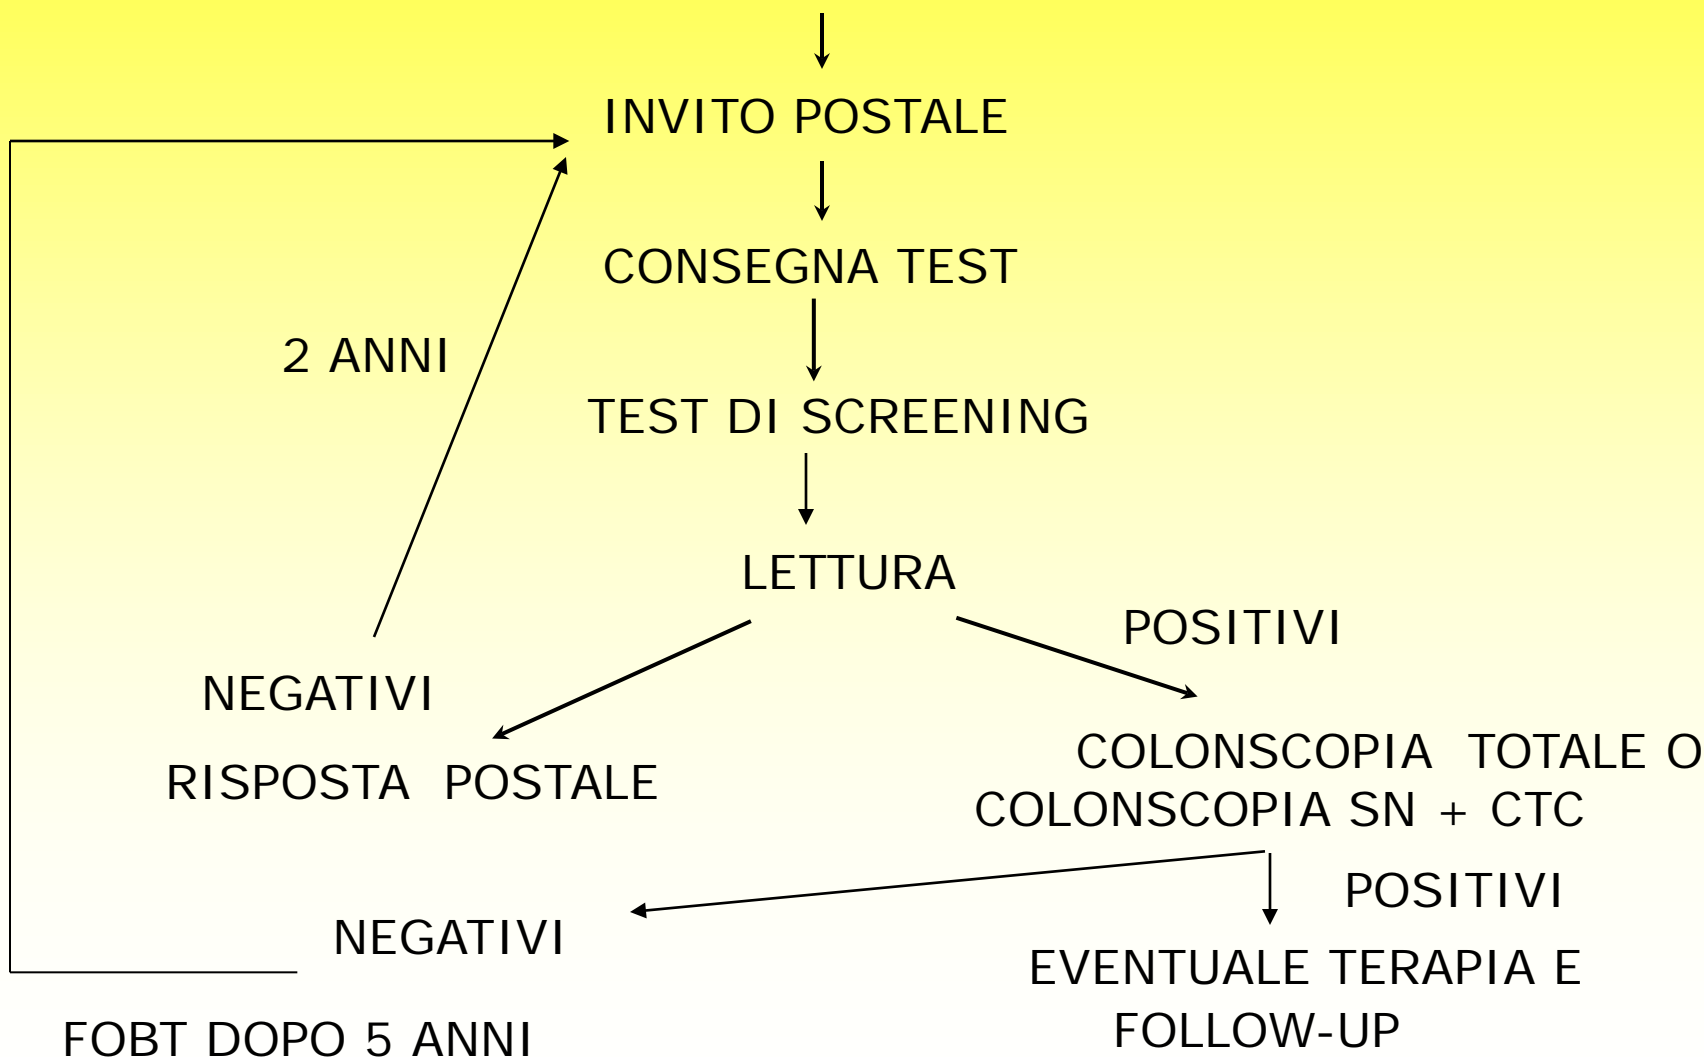 INVITO POSTALE
CONSEGNA TEST
2 ANNI
TEST DI SCREENING
LETTURA
POSITIVI
NEGATIVI
RISPOSTA POSTALE
COLONSCOPIA TOTALE O
COLONSCOPIA SN + CTC
POSITIVI
NEGATIVI
EVENTUALE TERAPIA E
FOLLOW-UP
FOBT DOPO 5 ANNI